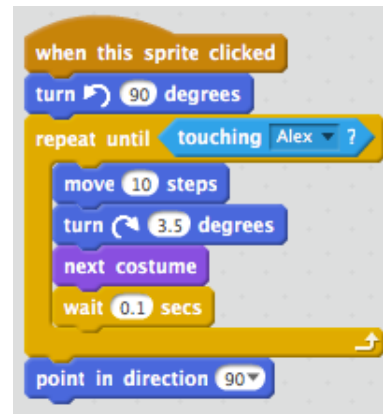 when this sprite clicked
turn 90 degrees
repeat until touching Alex ?
move 10 steps
turn 3.5 degrees
next costume
wait 0.1 secs
point in direction 90